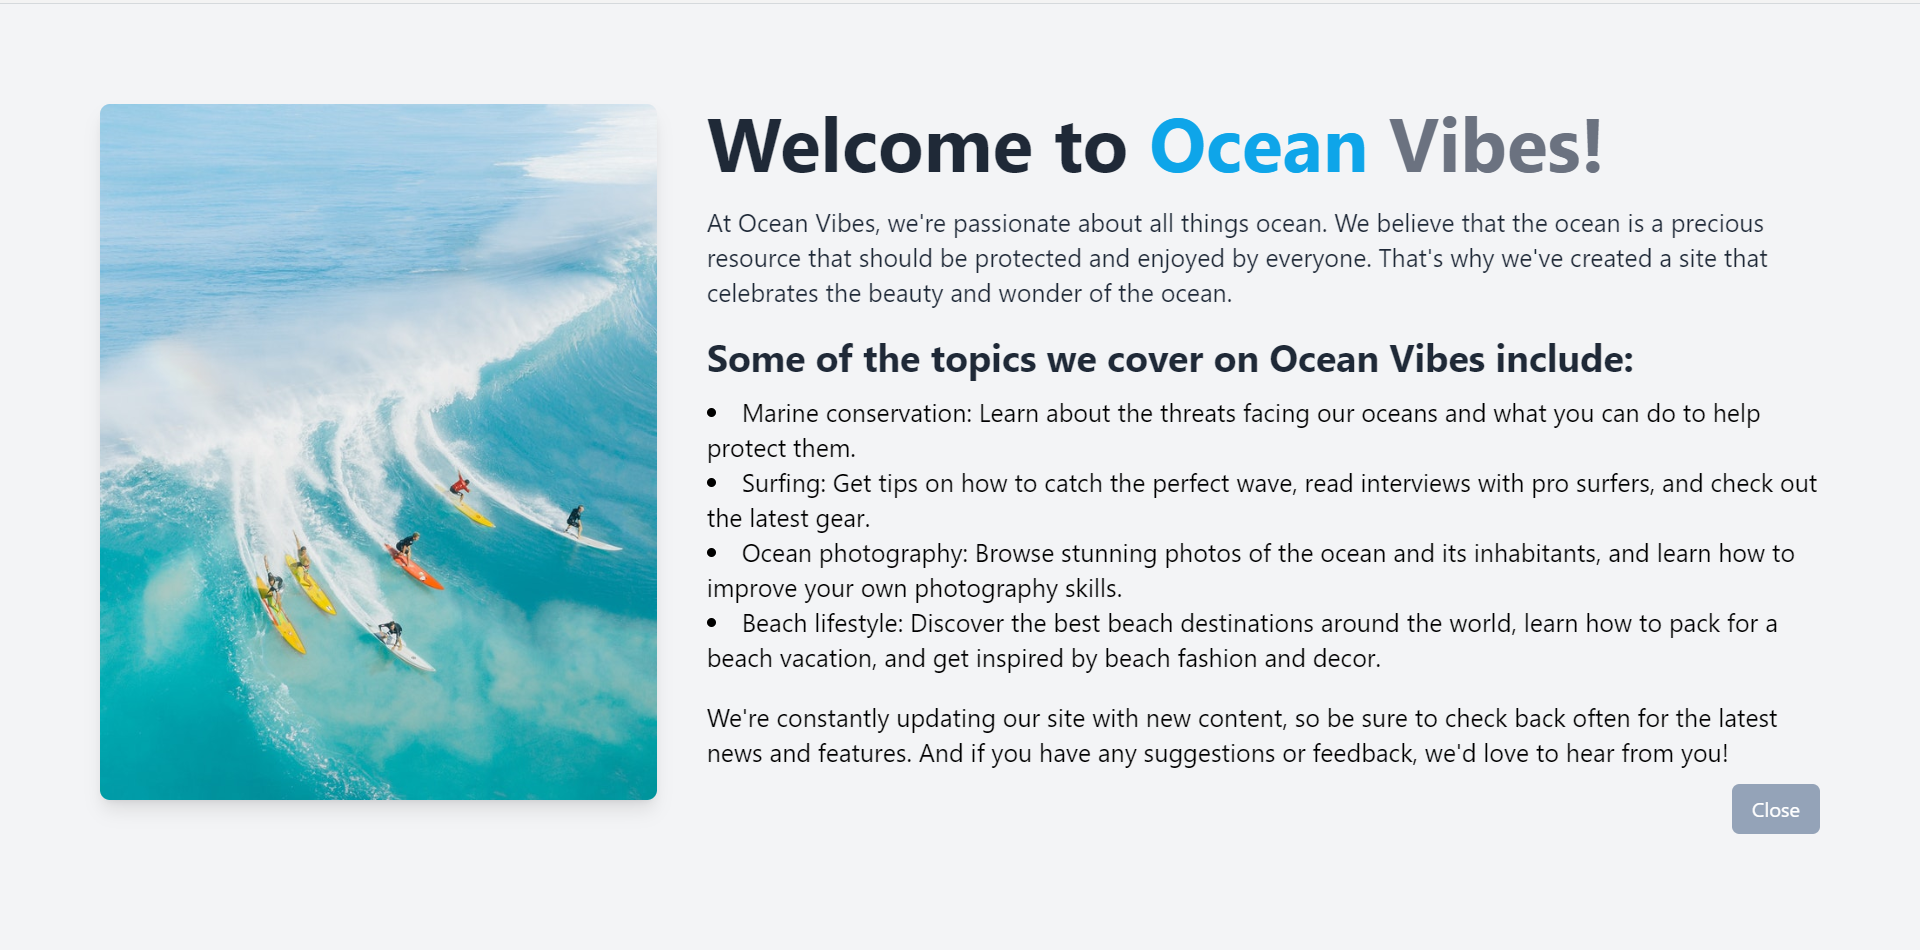 Welcome to Ocean Vibes!
At Ocean Vibes, we're passionate about all things ocean. We believe that the ocean is a precious
resource that should be protected and enjoyed by everyone. That's why we've created a site that
celebrates the beauty and wonder of the ocean.
Some of the topics we cover on Ocean Vibes include:
• Marine conservation: Learn about the threats facing our oceans and what you can do to help
protect them.
• Surfing: Get tips on how to catch the perfect wave, read interviews with pro surfers, and check out
the latest gear.
• Ocean photography: Browse stunning photos of the ocean and its inhabitants, and learn how to
improve your own photography skills.
• Beach lifestyle: Discover the best beach destinations around the world, learn how to pack for a
beach vacation, and get inspired by beach fashion and decor.
We're constantly updating our site with new content, so be sure to check back often for the latest
news and features. And if you have any suggestions or feedback, we'd love to hear from you!
Close